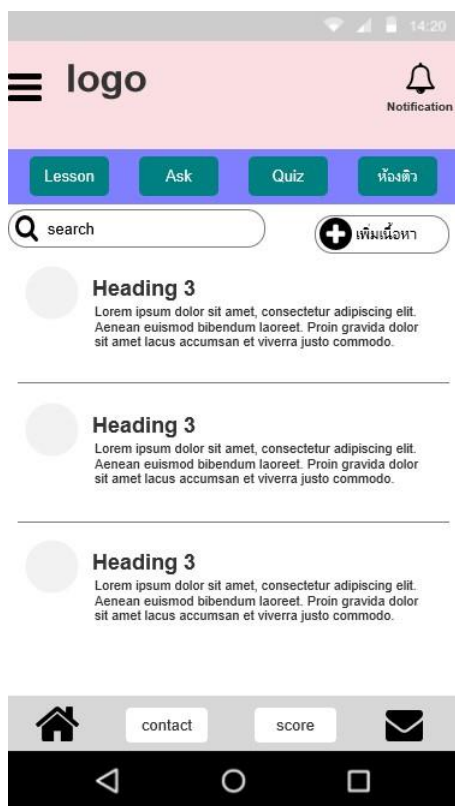 14:20
logo
Notification
Lesson Ask Quiz ห้องติว
search เพิ่มเนื้อหา
Heading 3
Lorem ipsum dolor sit amet, consectetur adipiscing elit.
Aenean euismod bibendum laoreet. Proin gravida dolor
sit amet lacus accumsan et viverra justo commodo.
Heading 3
Lorem ipsum dolor sit amet, consectetur adipiscing elit.
Aenean euismod bibendum laoreet. Proin gravida dolor
sit amet lacus accumsan et viverra justo commodo.
Heading 3
Lorem ipsum dolor sit amet, consectetur adipiscing elit.
Aenean euismod bibendum laoreet. Proin gravida dolor
sit amet lacus accumsan et viverra justo commodo.
contact score